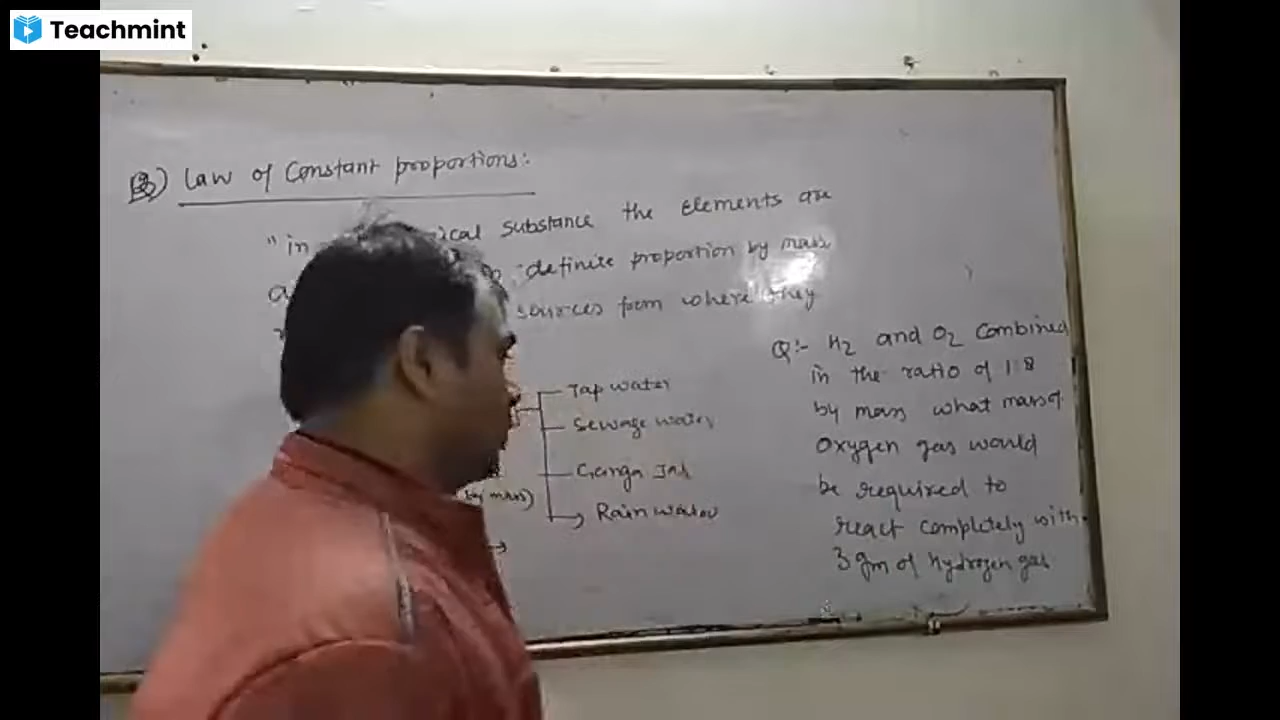 Teachmint
Law of Constant proportions:
"in substance the elements are
definite proportion by mass
sources from where they
Tap water
Sewage water
Ganga Jal
by mass)
Rain water
Q:- H2 and O2 Combined
in the ratio of 1:8
by mass what mass of
oxygen gas would
be required to
react completely with
3 gm of hydrogen gas